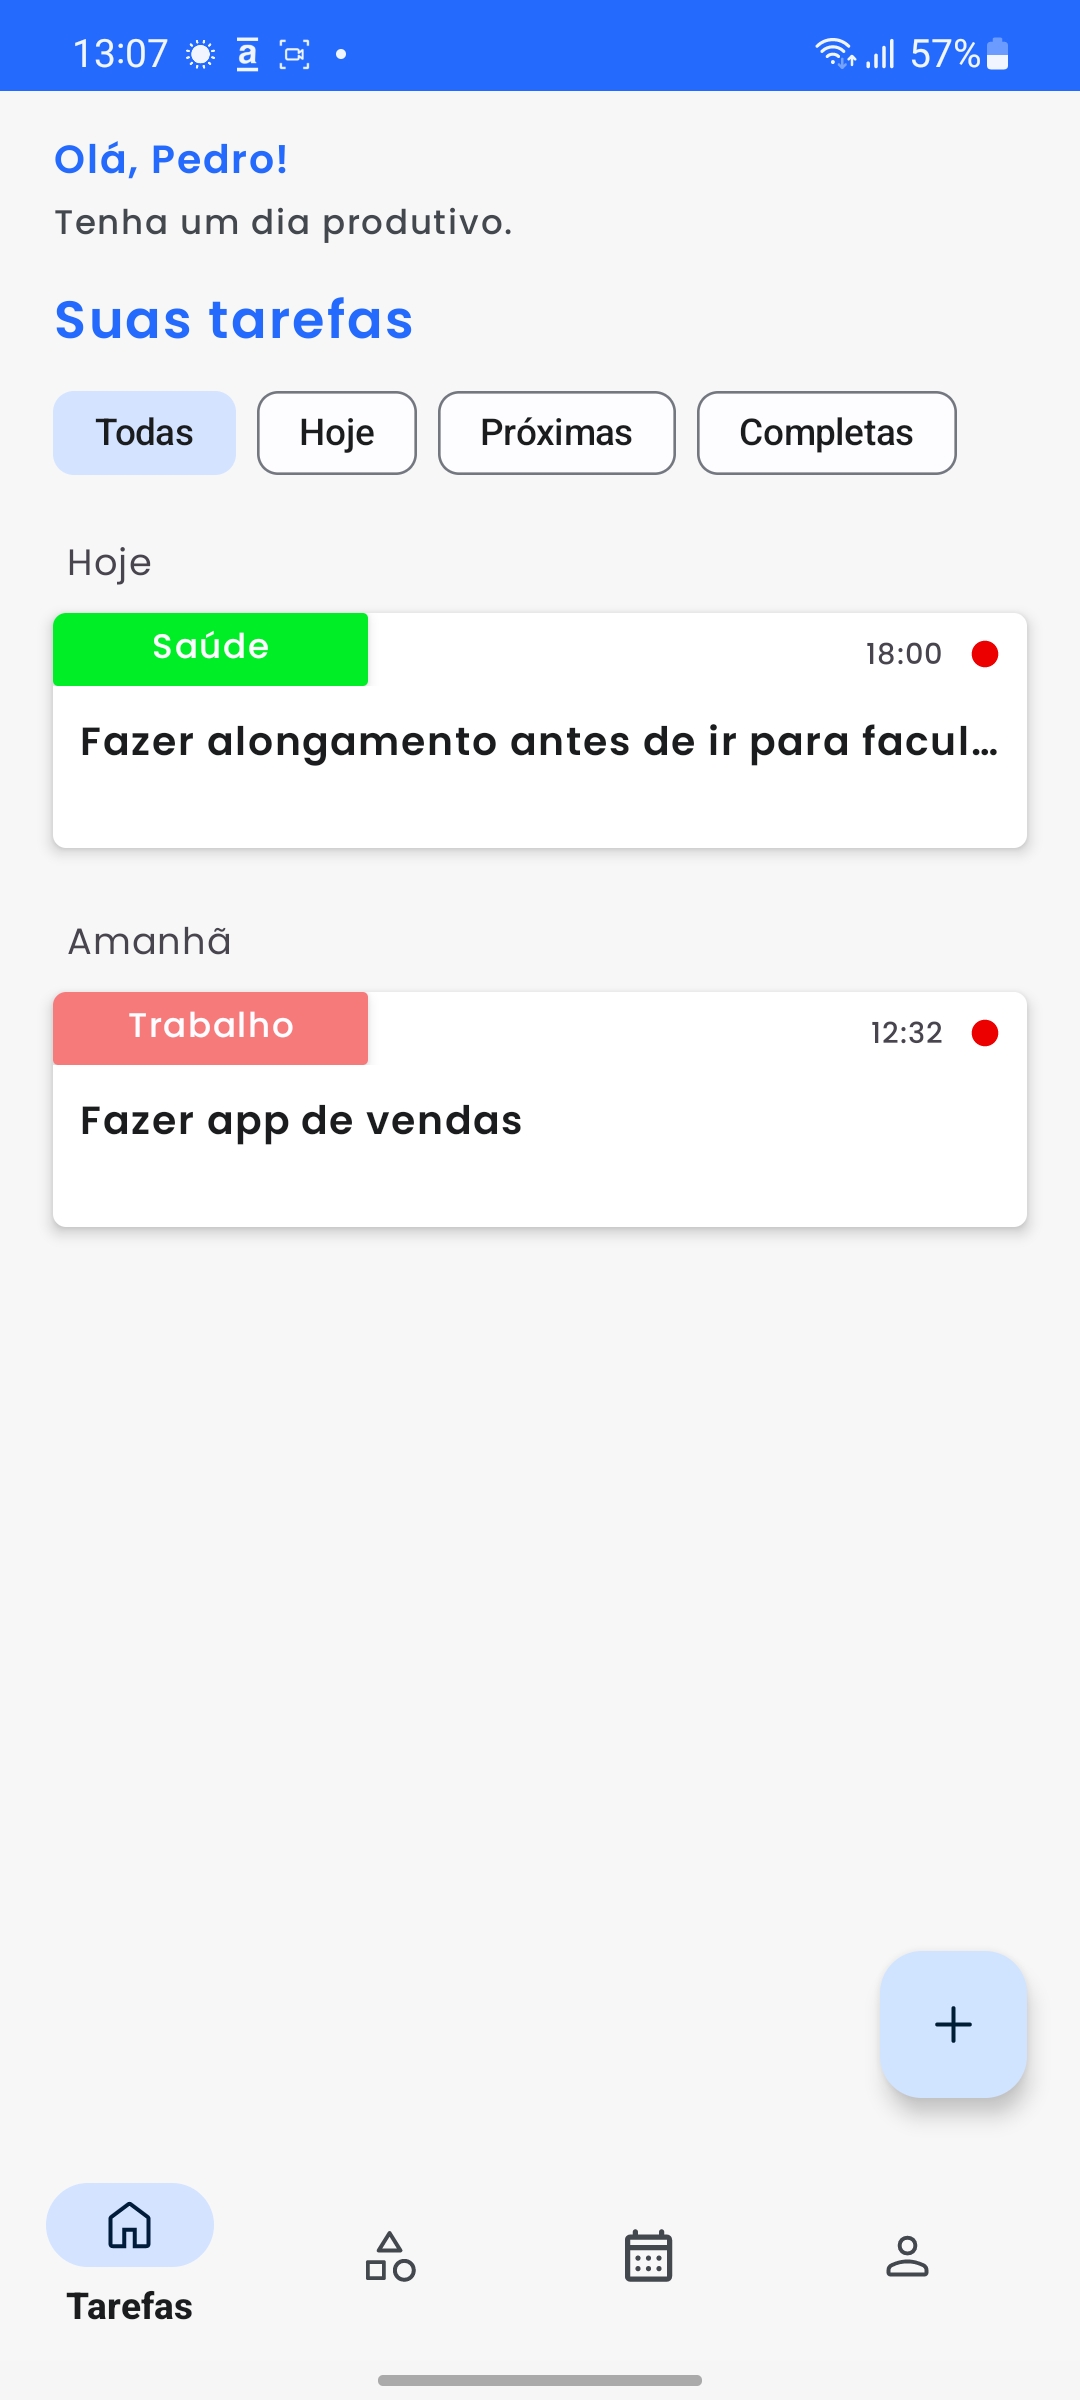 13:07 a 57%
Olá, Pedro!
Tenha um dia produtivo.
Suas tarefas
Todas Hoje Próximas Completas
Hoje
Saúde 18:00
Fazer alongamento antes de ir para facul...
Amanhã
Trabalho 12:32
Fazer app de vendas
Tarefas